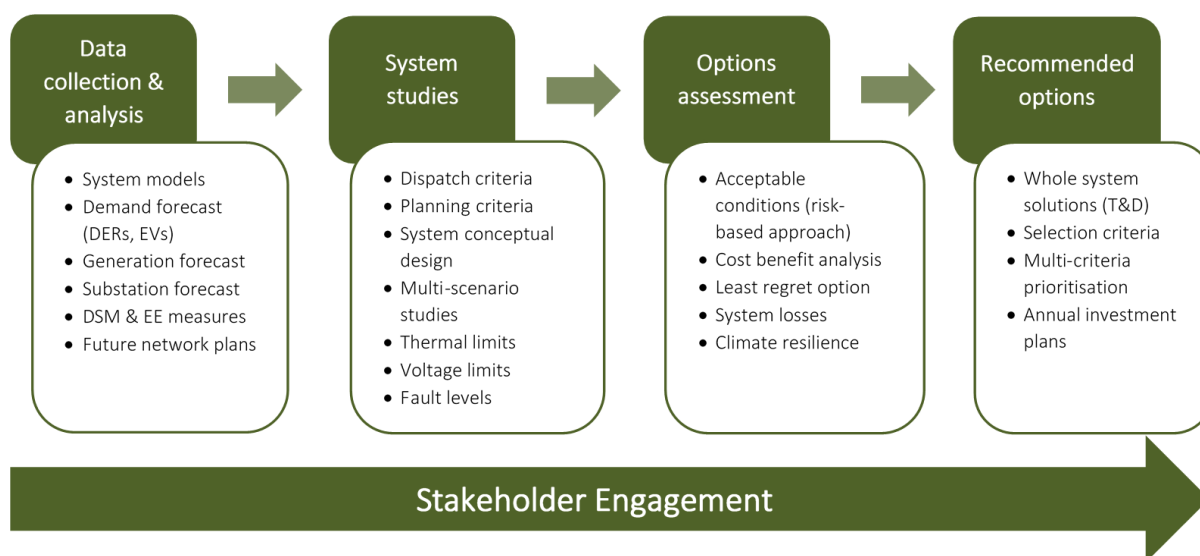 Data
collection &
analysis
• System models
• Demand forecast
(DERs, EVs)
• Generation forecast
• Substation forecast
• DSM & EE measures
• Future network plans
System
studies
• Dispatch criteria
• Planning criteria
• System conceptual
design
• Multi-scenario
studies
• Thermal limits
• Voltage limits
• Fault levels
Options
assessment
• Acceptable
conditions (risk-
based approach)
• Cost benefit analysis
• Least regret option
• System losses
• Climate resilience
Recommended
options
• Whole system
solutions (T&D)
• Selection criteria
• Multi-criteria
prioritisation
• Annual investment
plans
Stakeholder Engagement